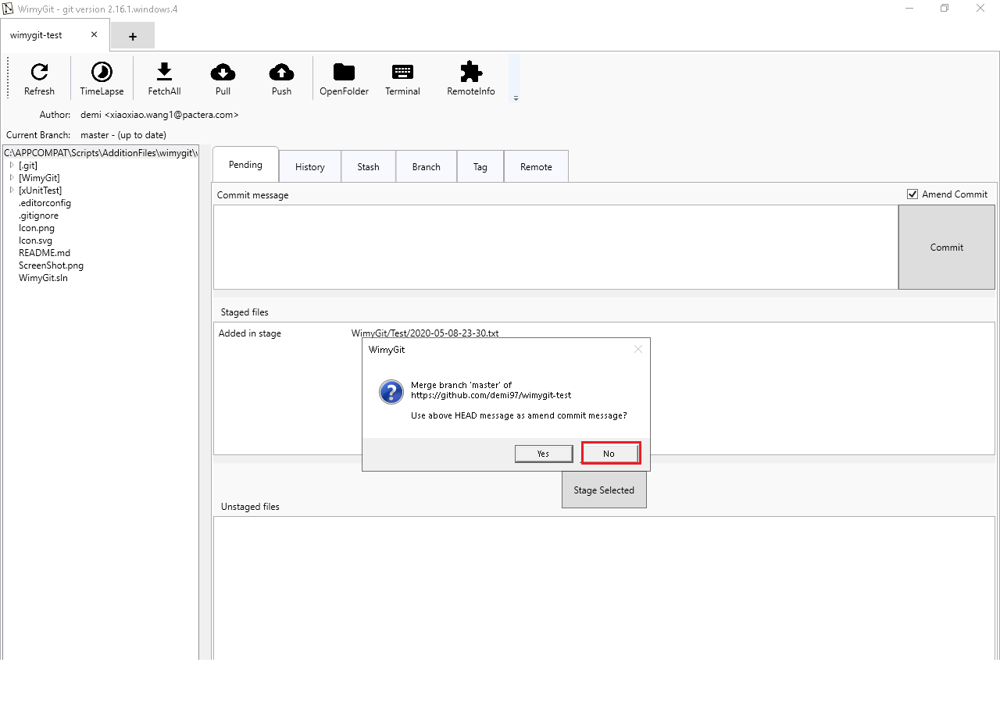 WimyGit - git version 2.16.1.windows.4
wimygit-test
+
Refresh
TimeLapse
FetchAll
Pull
Push
OpenFolder
Terminal
RemoteInfo
Author: demi <xiaoxiao.wang1@pactera.com>
Current Branch: master - (up to date)
C:\APPCOMPAT\Scripts\AdditionFiles\wimygit\
[.git]
[WimyGit]
[xUnitTest]
.editorconfig
.gitignore
Icon.png
Icon.svg
README.md
ScreenShot.png
WimyGit.sln
Pending
History
Stash
Branch
Tag
Remote
Commit message
Amend Commit
Commit
Staged files
Added in stage WimyGit/Test/2020-05-08-23-30.txt
WimyGit
Merge branch 'master' of
https://github.com/demi97/wimygit-test
Use above HEAD message as amend commit message?
Yes
No
Stage Selected
Unstaged files